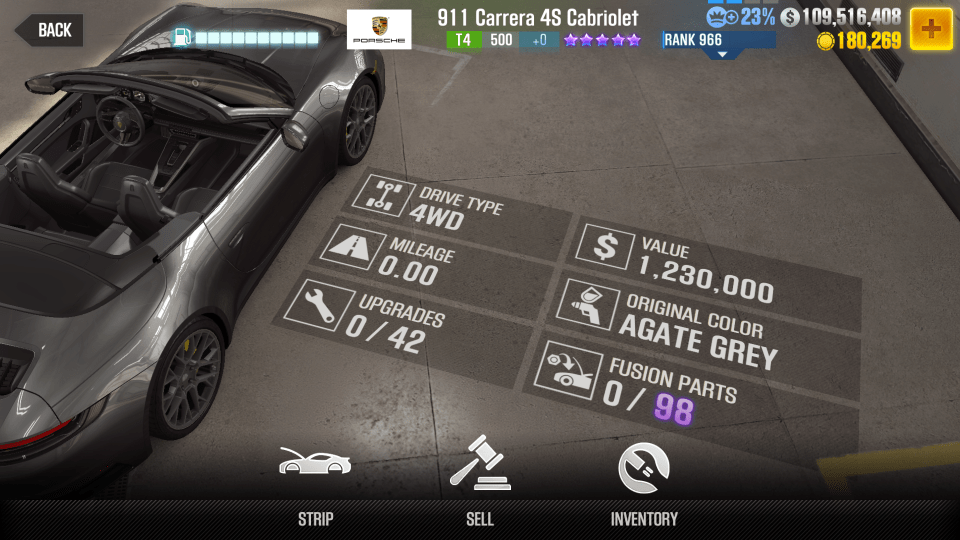 BACK
PORSCHE
911 Carrera 4S Cabriolet
T4 500 +0
23%
$ 109,516,408
RANK 966
180,269
DRIVE TYPE
4WD
MILEAGE
0.00
UPGRADES
0 / 42
$ VALUE
1,230,000
ORIGINAL COLOR
AGATE GREY
FUSION PARTS
0 / 98
STRIP
SELL
INVENTORY